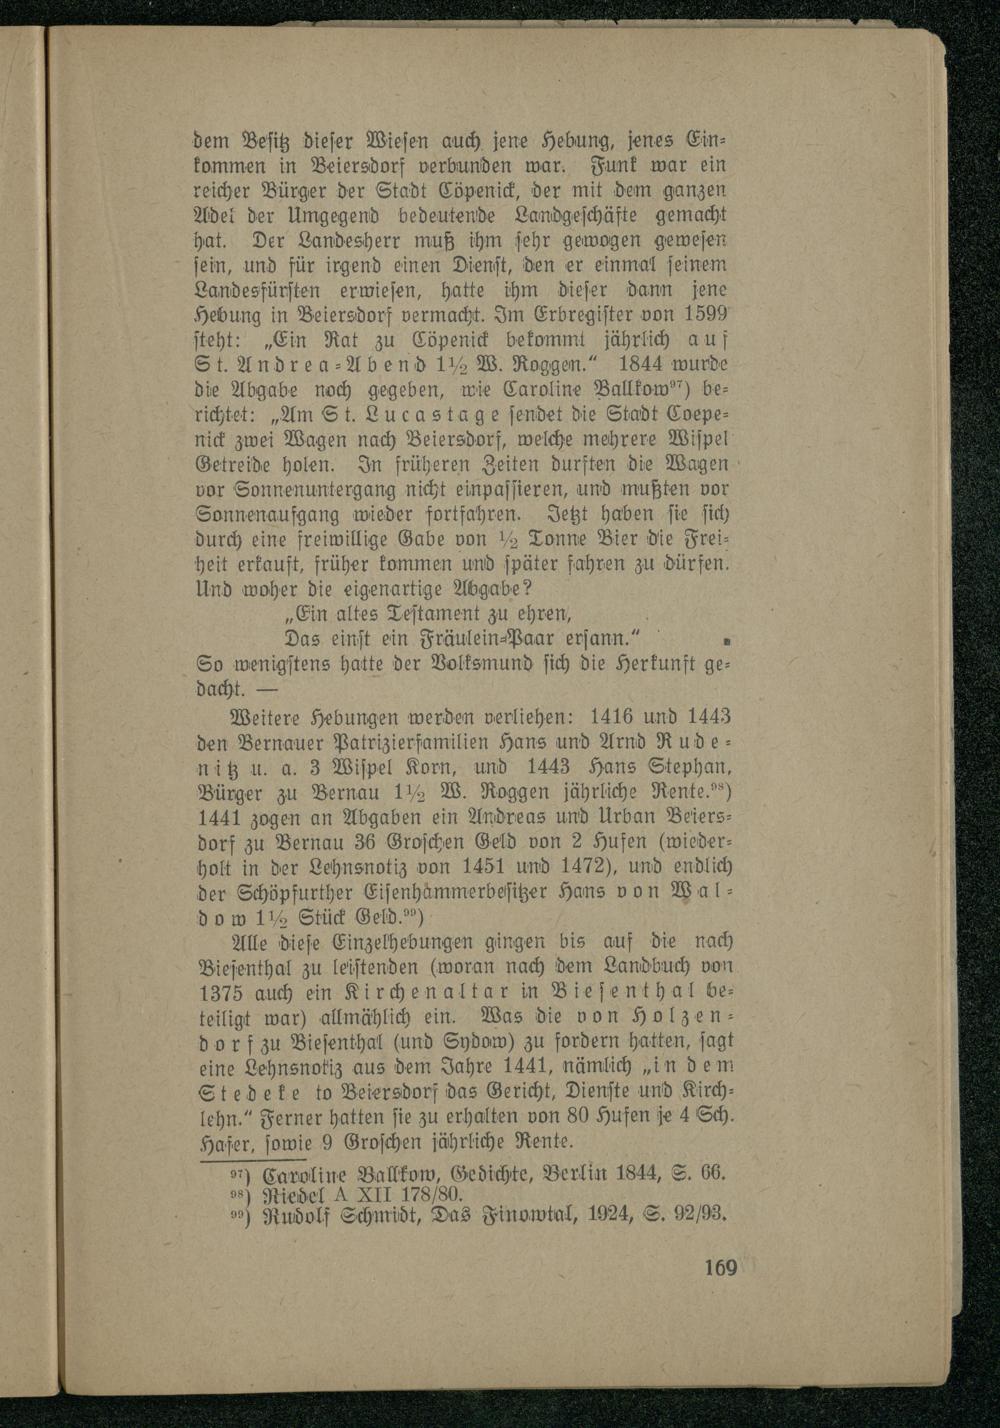 dem Besitz dieser Wiesen auch jene Hebung, jenes Ein-
kommen in Beiersdorf verbunden war. Funk war ein
reicher Bürger der Stadt Cöpenick, der mit dem ganzen
Adel der Umgegend bedeutende Landgeschäfte gemacht
hat. Der Landesherr muß ihm sehr gewogen gewesen
sein, und für irgend einen Dienst, den er einmal seinem
Landesfürsten erwiesen, hatte ihm dieser dann jene
Hebung in Beiersdorf vermacht. Im Erbregister von 1599
steht: „Ein Rat zu Cöpenick bekommt jährlich auf
St. Andrea-Abend 1½ W. Roggen.“ 1844 wurde
die Abgabe noch gegeben, wie Caroline Ballkow⁹⁷) be-
richtet: „Am St. Lucastage sendet die Stadt Coepe-
nick zwei Wagen nach Beiersdorf, welche mehrere Wispel
Getreide holen. In früheren Zeiten durften die Wagen
vor Sonnenuntergang nicht einpassieren, und mußten vor
Sonnenaufgang wieder fortfahren. Jetzt haben sie sich
durch eine freiwillige Gabe von ½ Tonne Bier die Frei-
heit erkauft, früher kommen und später fahren zu dürfen.
Und woher die eigenartige Abgabe?
„Ein altes Testament zu ehren,
Das einst ein Fräulein-Paar ersann.“
So wenigstens hatte der Volksmund sich die Herkunft ge-
dacht. —
Weitere Hebungen werden verliehen: 1416 und 1443
den Bernauer Patrizierfamilien Hans und Arnd Rude-
nitz u. a. 3 Wispel Korn, und 1443 Hans Stephan,
Bürger zu Bernau 1½ W. Roggen jährliche Rente.⁹⁸)
1441 zogen an Abgaben ein Andreas und Urban Beiers-
dorf zu Bernau 36 Groschen Geld von 2 Hufen (wieder-
holt in der Lehnsnotiz von 1451 und 1472), und endlich
der Schöpfurther Eisenhammerbesitzer Hans von Wal-
dow 1½ Stück Geld.⁹⁹)
Alle diese Einzelhebungen gingen bis auf die nach
Biesenthal zu leistenden (woran nach dem Landbuch von
1375 auch ein Kirchenaltar in Biesenthal be-
teiligt war) allmählich ein. Was die von Holzen-
dorf zu Biesenthal (und Sydow) zu fordern hatten, sagt
eine Lehnsnotiz aus dem Jahre 1441, nämlich „in dem
Stedeke to Beiersdorf das Gericht, Dienste und Kirch-
lehn.“ Ferner hatten sie zu erhalten von 80 Hufen je 4 Sch.
Hafer, sowie 9 Groschen jährliche Rente.
⁹⁷) Caroline Ballkow, Gedichte, Berlin 1844, S. 66.
⁹⁸) Riedel A XII 178/80.
⁹⁹) Rudolf Schmidt, Das Finowtal, 1924, S. 92/93.
169